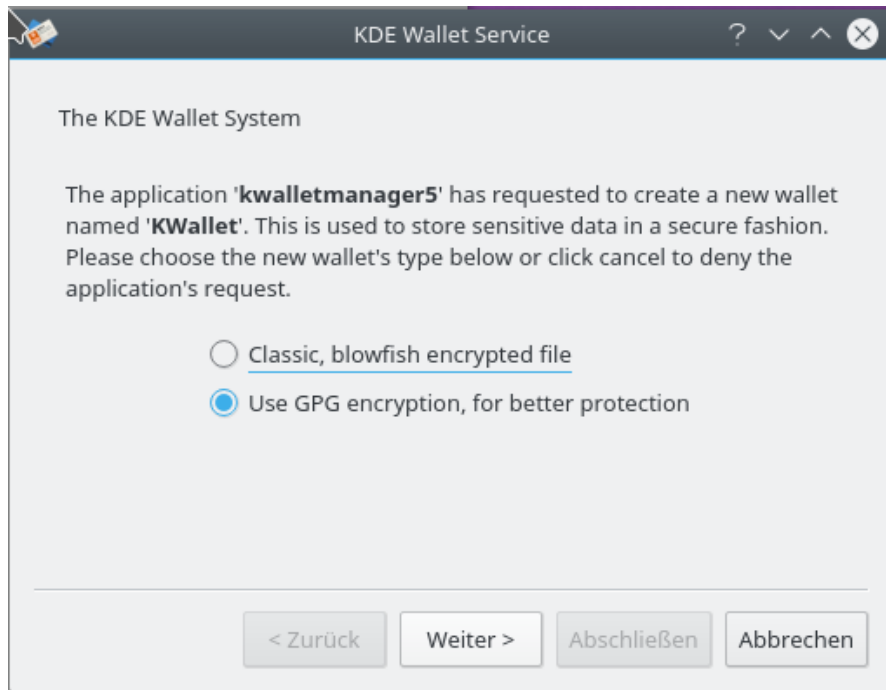 KDE Wallet Service
The KDE Wallet System
The application 'kwalletmanager5' has requested to create a new wallet
named 'KWallet'. This is used to store sensitive data in a secure fashion.
Please choose the new wallet's type below or click cancel to deny the
application's request.
Classic, blowfish encrypted file
Use GPG encryption, for better protection
< Zurück Weiter > Abschließen Abbrechen